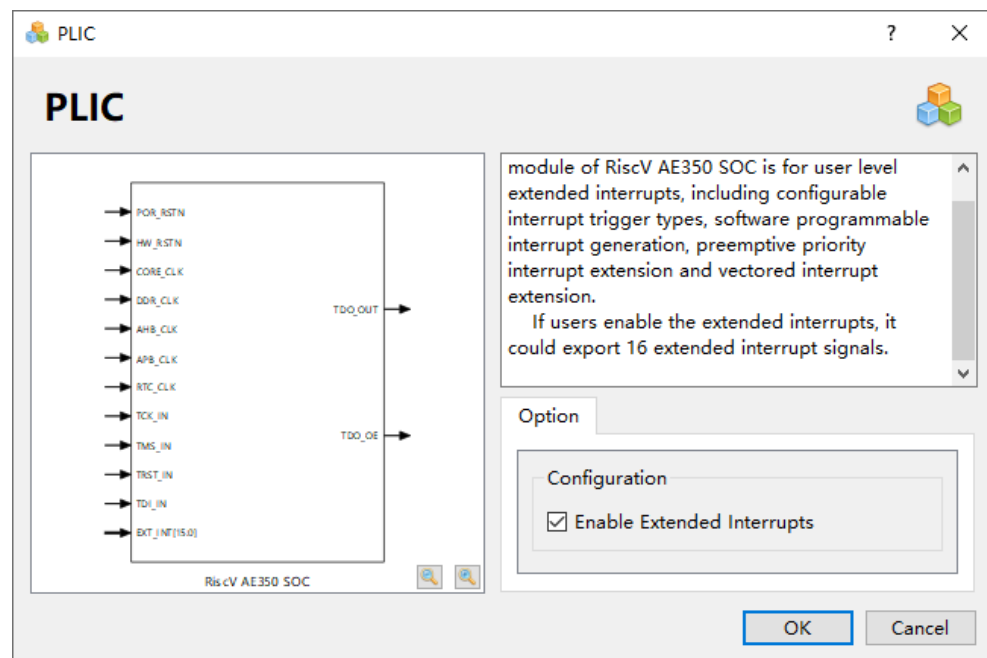 PLIC
?
PLIC
POR_RSTN
HW_RSTN
CORE_CLK
DDR_CLK
AHB_CLK
APB_CLK
RTC_CLK
TCK_IN
TMS_IN
TRST_IN
TDI_IN
EXT_INT[15:0]
TDO_OUT
TDO_OE
RiscV AE350 SOC
module of RiscV AE350 SOC is for user level
extended interrupts, including configurable
interrupt trigger types, software programmable
interrupt generation, preemptive priority
interrupt extension and vectored interrupt
extension.
If users enable the extended interrupts, it
could export 16 extended interrupt signals.
Option
Configuration
Enable Extended Interrupts
OK
Cancel